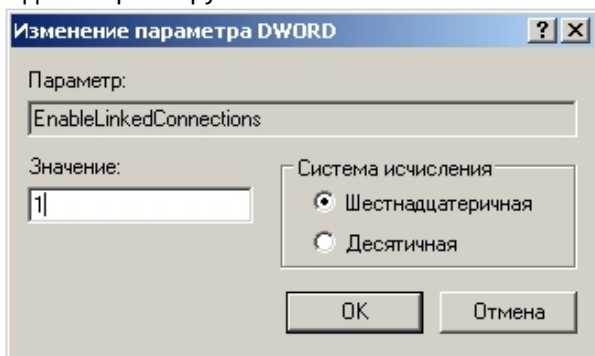 Изменение параметра DWORD
Параметр:
EnableLinkedConnections
Значение:
1
Система исчисления
Шестнадцатеричная
Десятичная
OK
Отмена